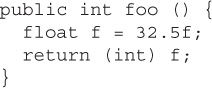 public int foo () {
  float f = 32.5f;
  return (int) f;
}